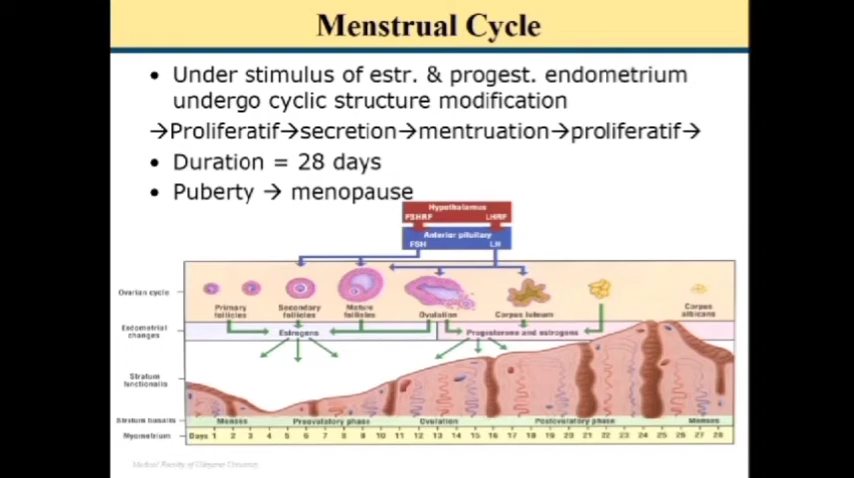 Menstrual Cycle
• Under stimulus of estr. & progest. endometrium
undergo cyclic structure modification
→Proliferatif→secretion→mentruation→proliferatif→
• Duration = 28 days
• Puberty → menopause
Hypothalamus
FSHRF LHRF
Anterior pituitary
FSH LH
Ovarian cycle
Primary follicles
Secondary follicles
Mature follicles
Ovulation
Corpus luteum
Corpus albicans
Endometrial changes
Estrogens
Progesterone and estrogens
Stratum functionalis
Stratum basalis
Menses Preovulatory phase Ovulation Postovulatory phase Menses
Myometrium
Days 1 2 3 4 5 6 7 8 9 10 11 12 13 14 15 16 17 18 19 20 21 22 23 24 25 26 27 28
Medical Faculty of University